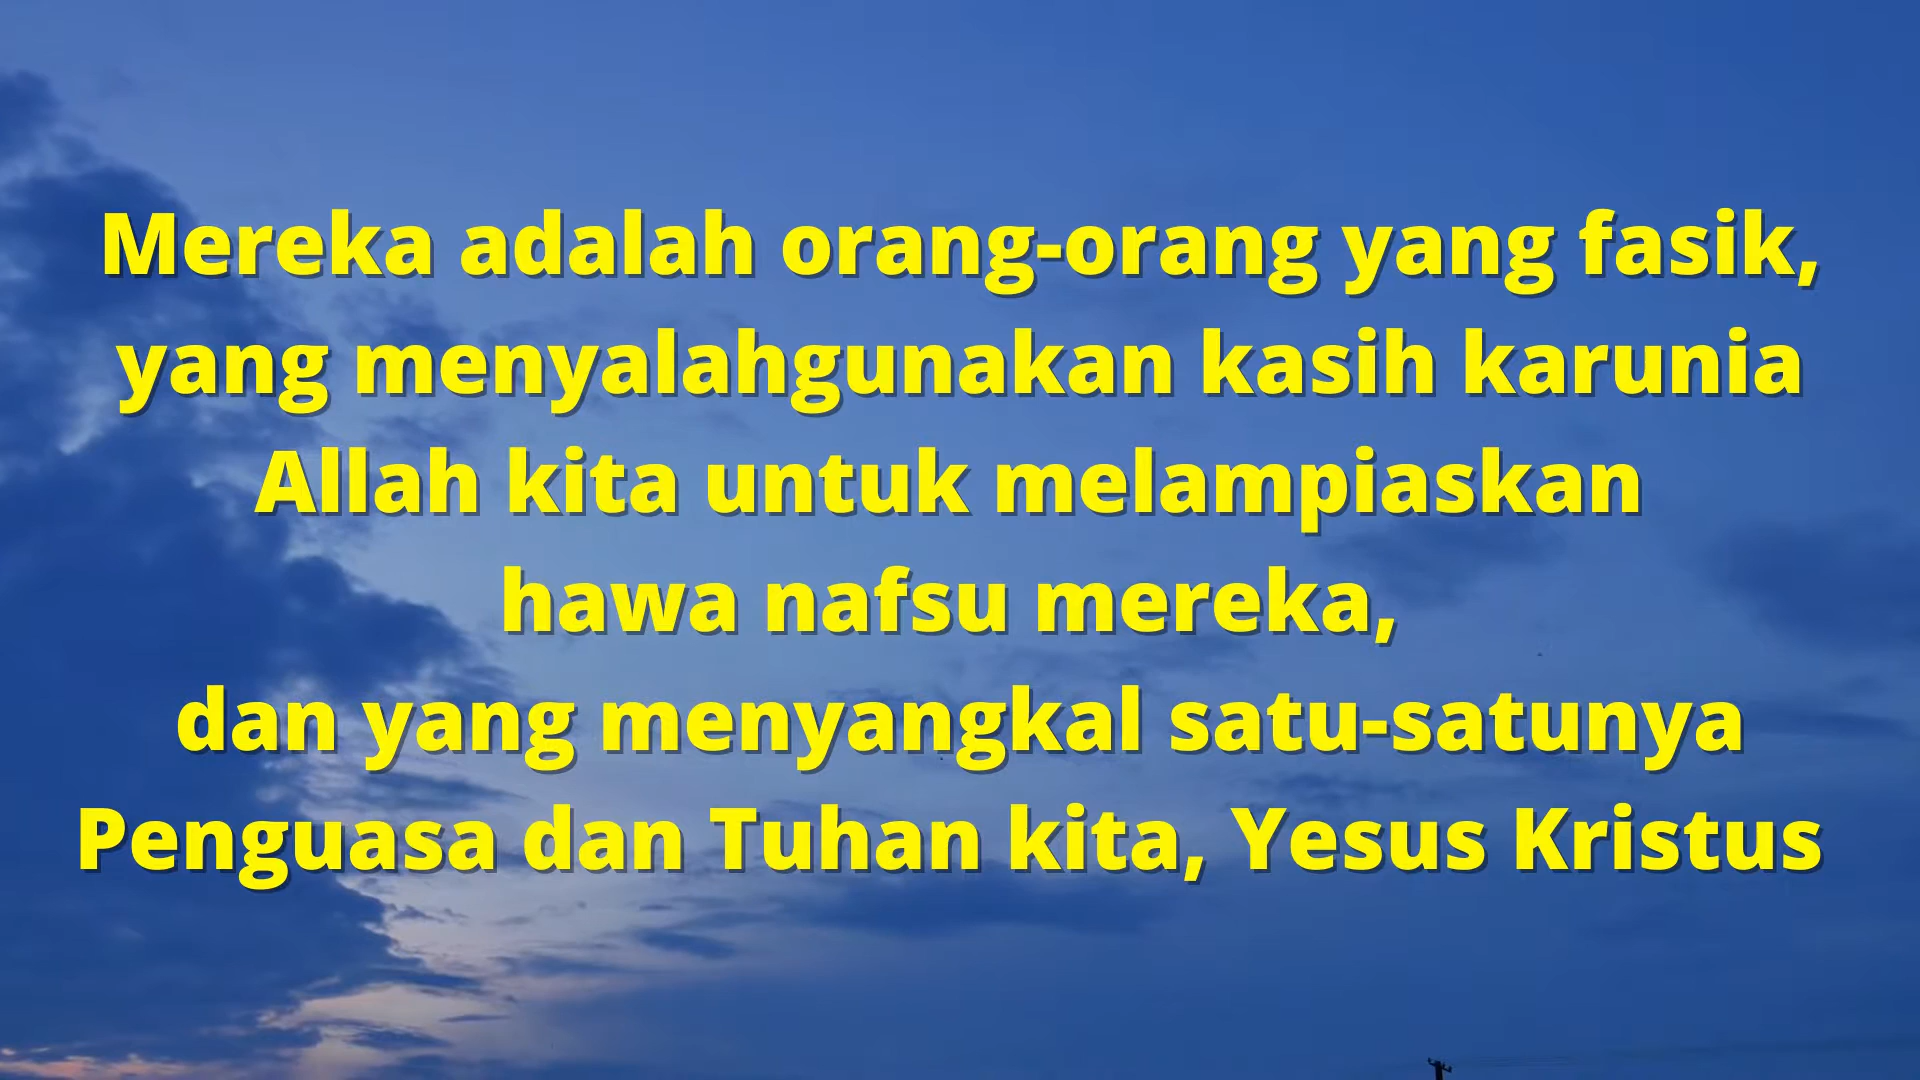 Mereka adalah orang-orang yang fasik,
yang menyalahgunakan kasih karunia
Allah kita untuk melampiaskan
hawa nafsu mereka,
dan yang menyangkal satu-satunya
Penguasa dan Tuhan kita, Yesus Kristus